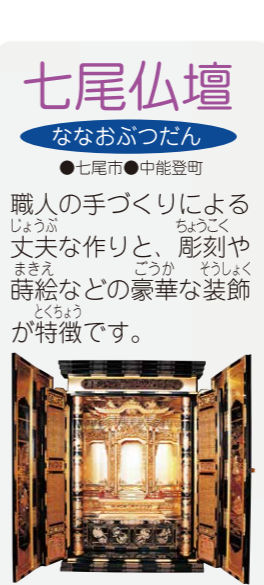 七尾仏壇
ななおぶつだん
●七尾市●中能登町
職人の手づくりによる
じょうぶ ちょうこく
丈夫な作りと、彫刻や
まきえ ごうか そうしょく
蒔絵などの豪華な装飾
とくちょう
が特徴です。